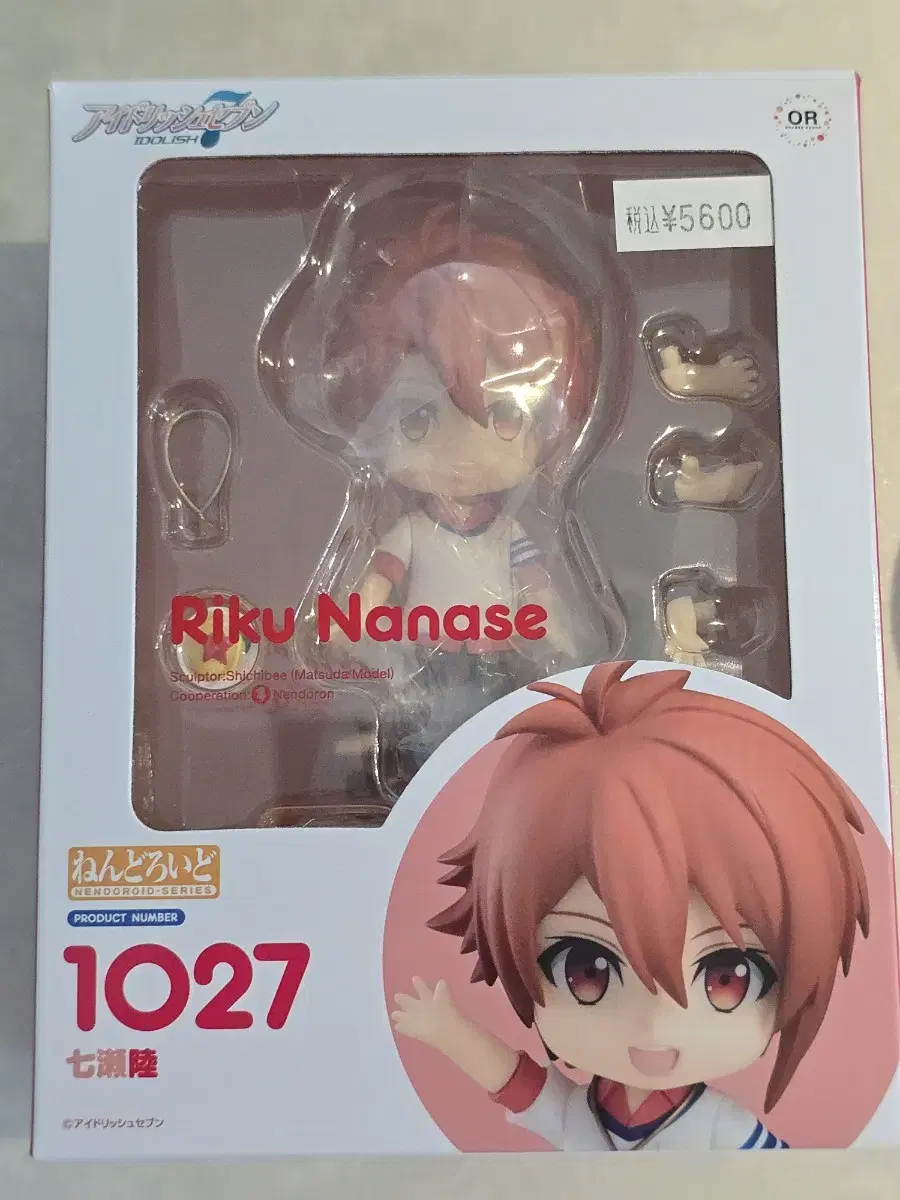 アイドリッシュセブン
IDOLISH7
OR
税込¥5600
Riku Nanase
Sculptor:Shichibee (Matsuda Model)
Cooperation: Nendoron
ねんどろいど
NENDOROID-SERIES
PRODUCT NUMBER
1027
七瀬陸
©アイドリッシュセブン